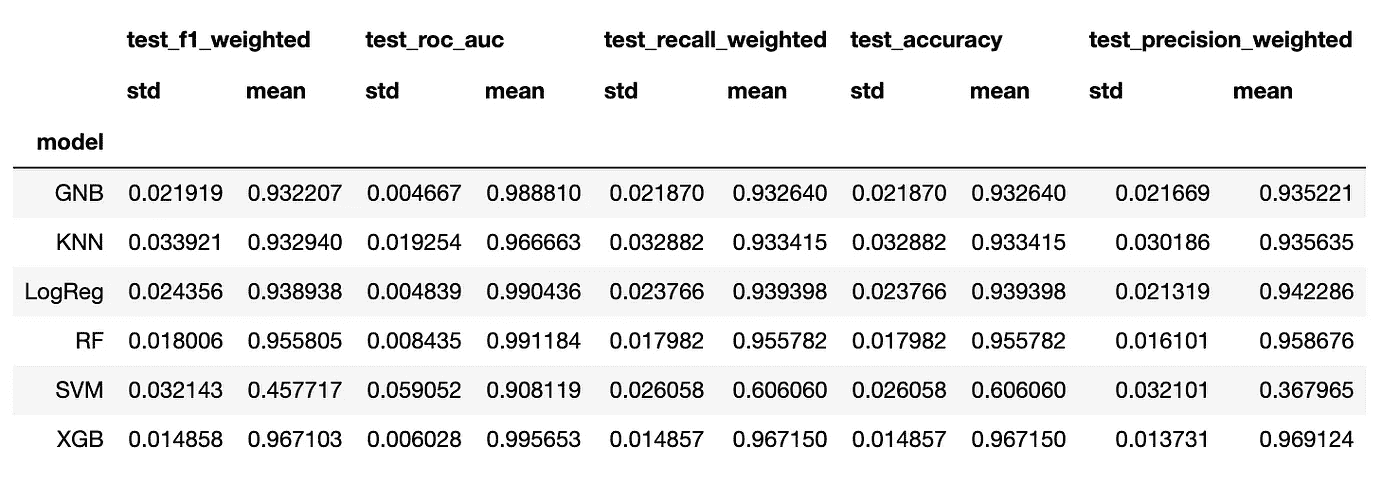 test_f1_weighted test_roc_auc test_recall_weighted test_accuracy test_precision_weighted
std mean std mean std mean std mean std mean
model
GNB 0.021919 0.932207 0.004667 0.988810 0.021870 0.932640 0.021870 0.932640 0.021669 0.935221
KNN 0.033921 0.932940 0.019254 0.966663 0.032882 0.933415 0.032882 0.933415 0.030186 0.935635
LogReg 0.024356 0.938938 0.004839 0.990436 0.023766 0.939398 0.023766 0.939398 0.021319 0.942286
RF 0.018006 0.955805 0.008435 0.991184 0.017982 0.955782 0.017982 0.955782 0.016101 0.958676
SVM 0.032143 0.457717 0.059052 0.908119 0.026058 0.606060 0.026058 0.606060 0.032101 0.367965
XGB 0.014858 0.967103 0.006028 0.995653 0.014857 0.967150 0.014857 0.967150 0.013731 0.969124